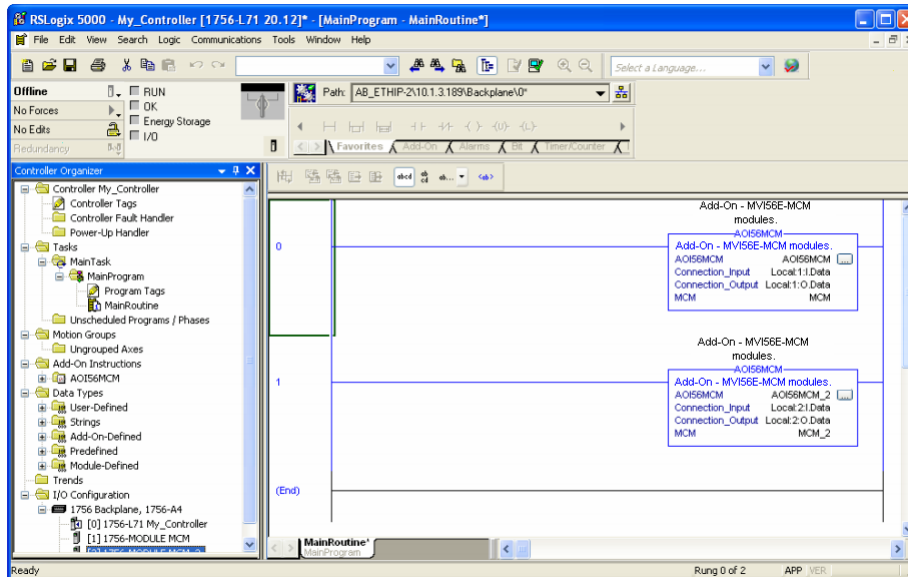 RSLogix 5000 - My_Controller [1756-L71 20.12]* - [MainProgram - MainRoutine*]
File Edit View Search Logic Communications Tools Window Help
Select a Language...
Offline
RUN
Path: AB_ETHIP-2\10.1.3.189\Backplane\0*
No Forces
OK
No Edits
Energy Storage
I/O
Redundancy
Favorites Add-On Alarms Bit Timer/Counter
Controller Organizer
Controller My_Controller
Controller Tags
Controller Fault Handler
Power-Up Handler
Tasks
MainTask
MainProgram
Program Tags
MainRoutine
Unscheduled Programs / Phases
Motion Groups
Ungrouped Axes
Add-On Instructions
AOI56MCM
Data Types
User-Defined
Strings
Add-On-Defined
Predefined
Module-Defined
Trends
I/O Configuration
1756 Backplane, 1756-A4
[0] 1756-L71 My_Controller
[1] 1756-MODULE MCM
[2] 1756-MODULE MCM_2
Add-On - MVI56E-MCM
modules.
AOI56MCM
0
Add-On - MVI56E-MCM modules.
AOI56MCM AOI56MCM ...
Connection_Input Local:1:I.Data
Connection_Output Local:1:O.Data
MCM MCM
Add-On - MVI56E-MCM
modules.
AOI56MCM
1
Add-On - MVI56E-MCM modules.
AOI56MCM AOI56MCM_2 ...
Connection_Input Local:2:I.Data
Connection_Output Local:2:O.Data
MCM MCM_2
(End)
MainRoutine*
MainProgram
Ready
Rung 0 of 2
APP VER